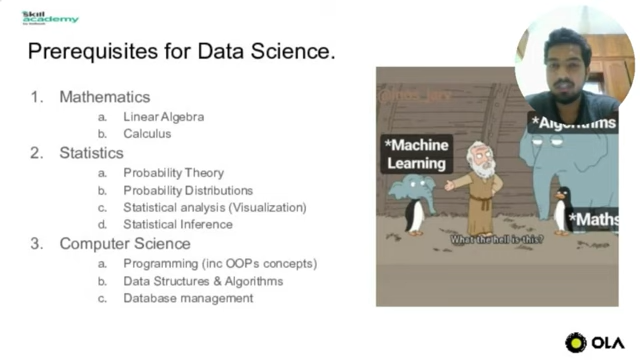 Skill
academy
Prerequisites for Data Science.
1. Mathematics
a. Linear Algebra
b. Calculus
2. Statistics
a. Probability Theory
b. Probability Distributions
c. Statistical analysis (Visualization)
d. Statistical Inference
3. Computer Science
a. Programming (inc OOPs concepts)
b. Data Structures & Algorithms
c. Database management
*Algorithms
*Machine
Learning
*Maths
What the hell is this?
OLA